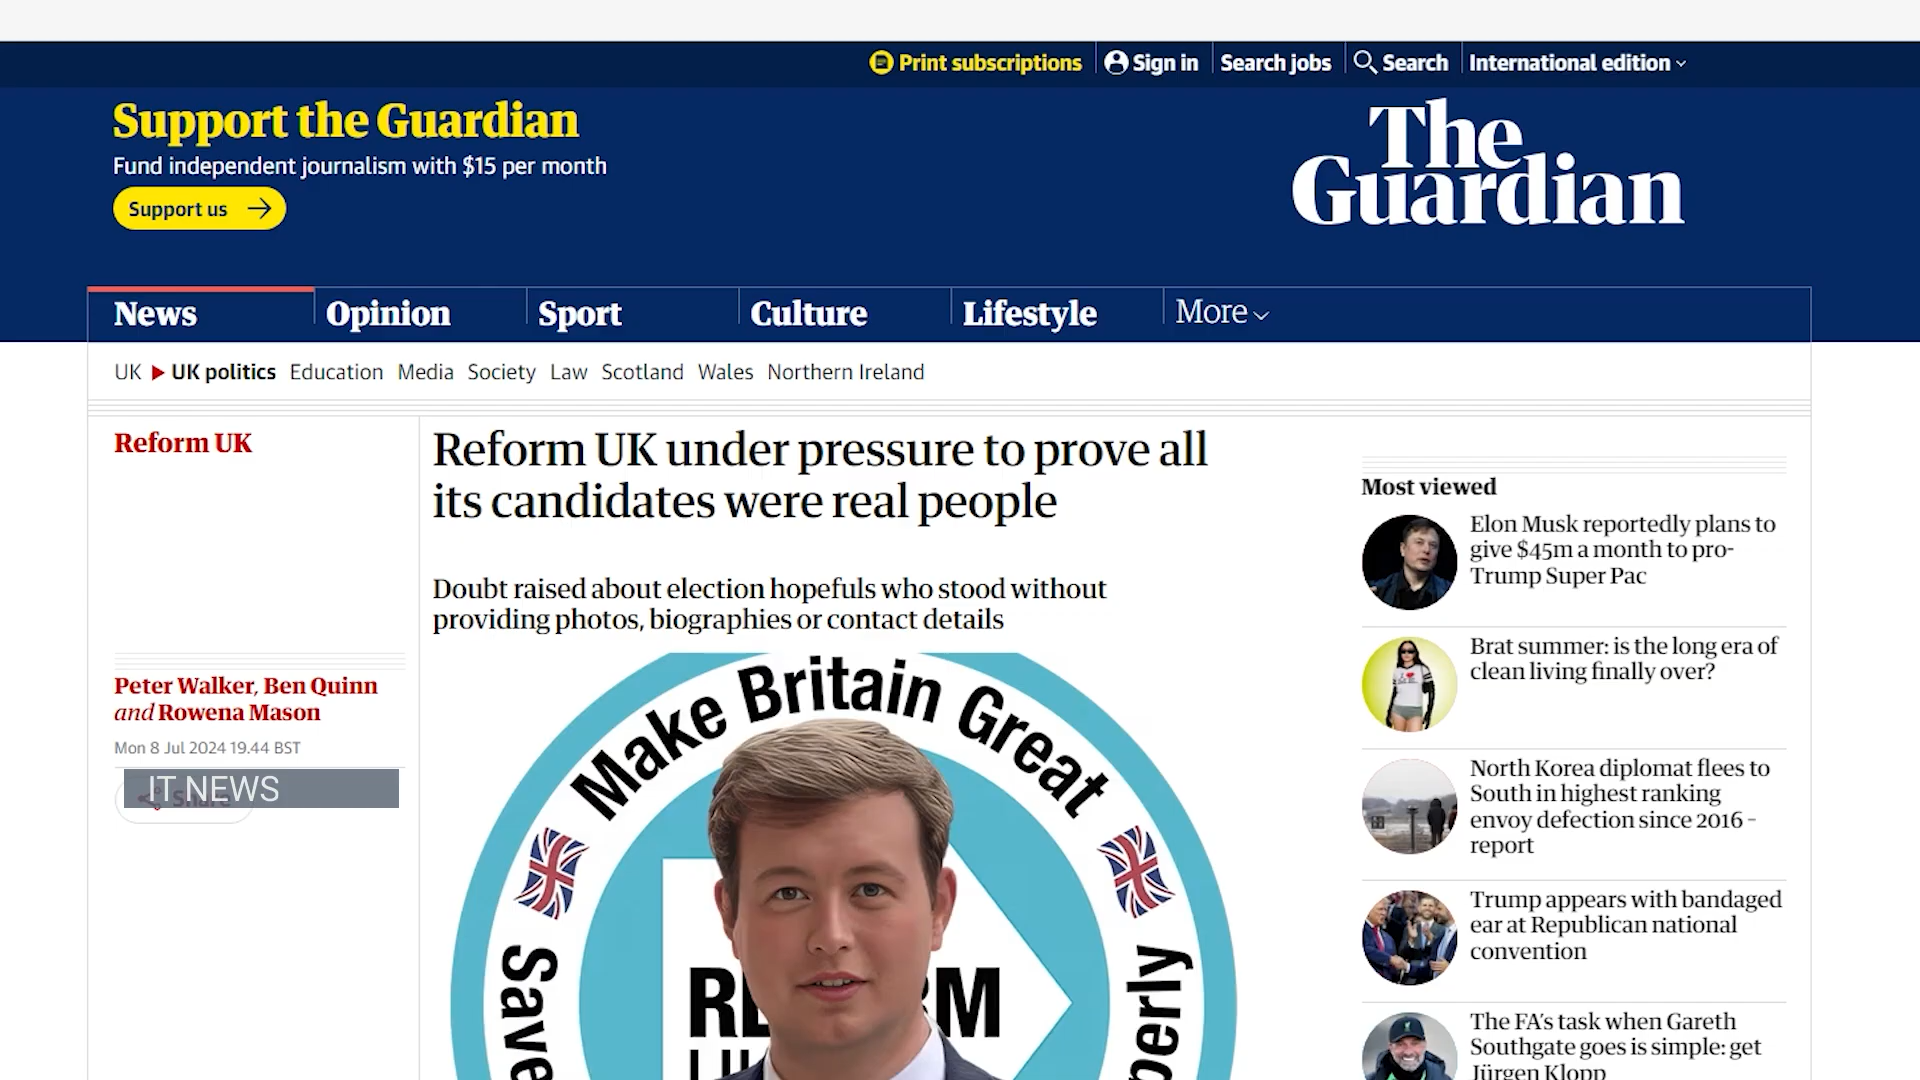 Print subscriptions
Sign in
Search jobs
Search
International edition
Support the Guardian
Fund independent journalism with $15 per month
Support us
The
Guardian
News
Opinion
Sport
Culture
Lifestyle
More
UK
UK politics
Education
Media
Society
Law
Scotland
Wales
Northern Ireland
Reform UK
Peter Walker, Ben Quinn
and Rowena Mason
Mon 8 Jul 2024 19.44 BST
IT NEWS
Share
Reform UK under pressure to prove all
its candidates were real people
Doubt raised about election hopefuls who stood without
providing photos, biographies or contact details
Make Britain Great
Save
Most viewed
Elon Musk reportedly plans to
give $45m a month to pro-
Trump Super Pac
Brat summer: is the long era of
clean living finally over?
North Korea diplomat flees to
South in highest ranking
envoy defection since 2016 –
report
Trump appears with bandaged
ear at Republican national
convention
The FA's task when Gareth
Southgate goes is simple: get
Jürgen Klopp